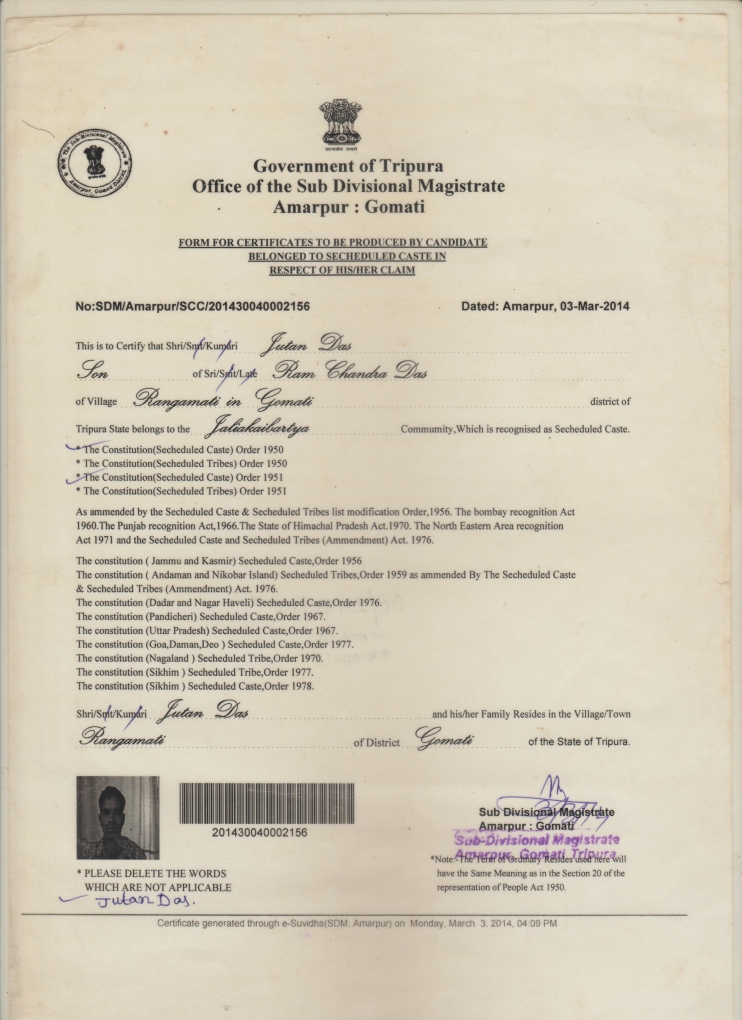 The Sub-Divisional Magistrate
Amarpur, Gomati District.
सत्यमेव जयते
Government of Tripura
Office of the Sub Divisional Magistrate
Amarpur : Gomati
FORM FOR CERTIFICATES TO BE PRODUCED BY CANDIDATE
BELONGED TO SECHEDULED CASTE IN
RESPECT OF HIS/HER CLAIM
No:SDM/Amarpur/SCC/201430040002156 Dated: Amarpur, 03-Mar-2014
This is to Certify that Shri/Smt/Kumari Jutan Das
Son of Sri/Smt/Late Ram Chandra Das
of Village Rangamati in Gomati district of
Tripura State belongs to the Jaliakaibartya Commumity,Which is recognised as Secheduled Caste.
* The Constitution(Secheduled Caste) Order 1950
* The Constitution(Secheduled Tribes) Order 1950
* The Constitution(Secheduled Caste) Order 1951
* The Constitution(Secheduled Tribes) Order 1951
As ammended by the Secheduled Caste & Secheduled Tribes list modification Order,1956. The bombay recognition Act
1960.The Punjab recognition Act,1966.The State of Himachal Pradesh Act.1970. The North Eastern Area recognition
Act 1971 and the Secheduled Caste and Secheduled Tribes (Ammendment) Act. 1976.
The constitution ( Jammu and Kasmir) Secheduled Caste,Order 1956
The constitution ( Andaman and Nikobar Island) Secheduled Tribes,Order 1959 as ammended By The Secheduled Caste
& Secheduled Tribes (Ammendment) Act. 1976.
The constitution (Dadar and Nagar Haveli) Secheduled Caste,Order 1976.
The constitution (Pandicheri) Secheduled Caste,Order 1967.
The constitution (Uttar Pradesh) Secheduled Caste,Order 1967.
The constitution (Goa,Daman,Deo ) Secheduled Caste,Order 1977.
The constitution (Nagaland ) Secheduled Tribe,Order 1970.
The constitution (Sikhim ) Secheduled Tribe,Order 1977.
The constitution (Sikhim ) Secheduled Caste,Order 1978.
Shri/Smt/Kumari Jutan Das and his/her Family Resides in the Village/Town
Rangamati of District Gomati of the State of Tripura.
201430040002156
Sub Divisional Magistrate
Amarpur : Gomati
Sub-Divisional Magistrate
Amarpur, Gomati Tripura
*Note:-The Term of Ordinary Resides used here will
have the Same Meaning as in the Section 20 of the
representation of People Act 1950.
* PLEASE DELETE THE WORDS
WHICH ARE NOT APPLICABLE
Jutan Das.
Certificate generated through e-Suvidha(SDM, Amarpur) on Monday, March 3, 2014, 04:09 PM